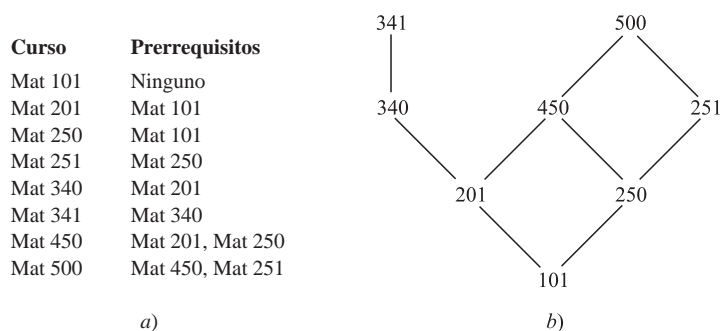 Curso Prerrequisitos
Mat 101 Ninguno
Mat 201 Mat 101
Mat 250 Mat 101
Mat 251 Mat 250
Mat 340 Mat 201
Mat 341 Mat 340
Mat 450 Mat 201, Mat 250
Mat 500 Mat 450, Mat 251
a)
341 500
340 450 251
201 250
101
b)